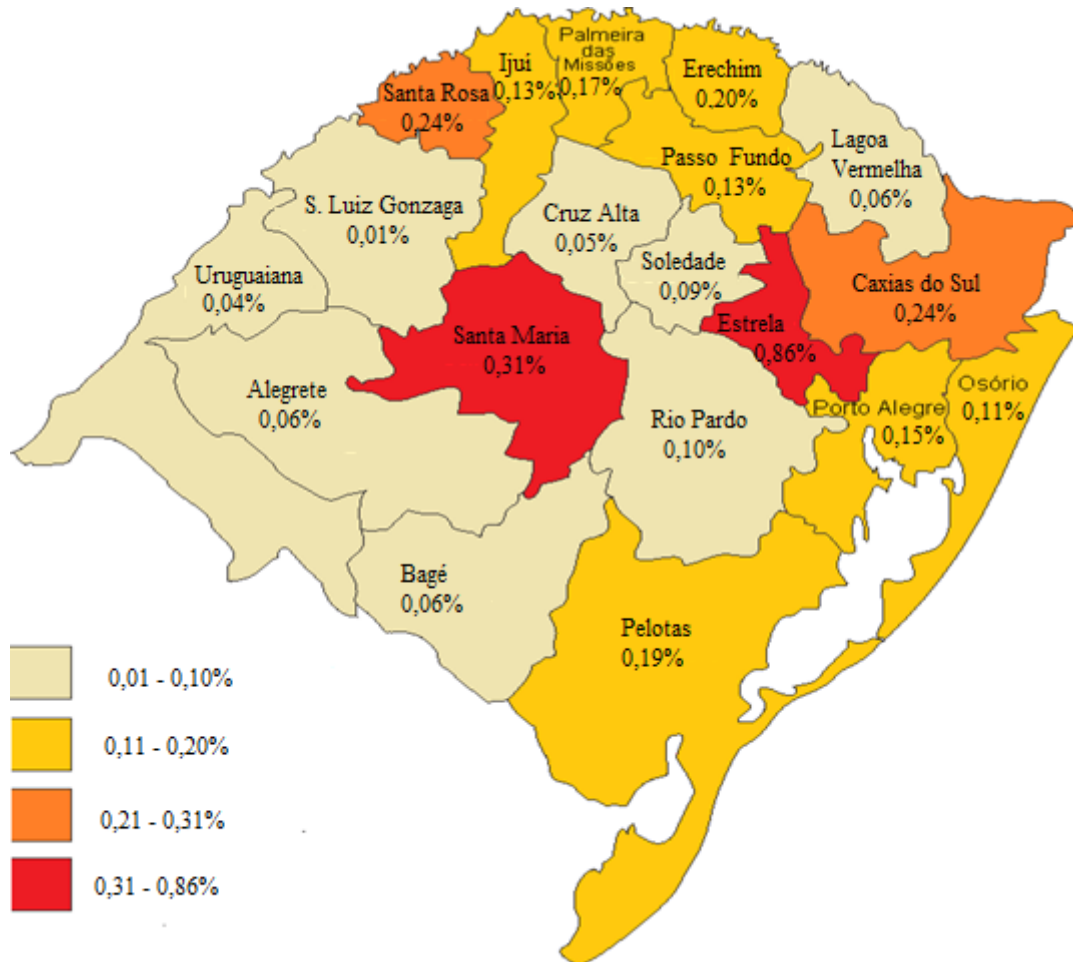 Palmeira
das
Missões
0,17%
Ijuí
0,13%
Erechim
0,20%
Santa Rosa
0,24%
Lagoa
Vermelha
0,06%
Passo Fundo
0,13%
S. Luiz Gonzaga
0,01%
Cruz Alta
0,05%
Soledade
0,09%
Uruguaiana
0,04%
Caxias do Sul
0,24%
Santa Maria
0,31%
Estrela
0,86%
Alegrete
0,06%
Osório
0,11%
Porto Alegre
0,15%
Rio Pardo
0,10%
Bagé
0,06%
Pelotas
0,19%
0,01 - 0,10%
0,11 - 0,20%
0,21 - 0,31%
0,31 - 0,86%